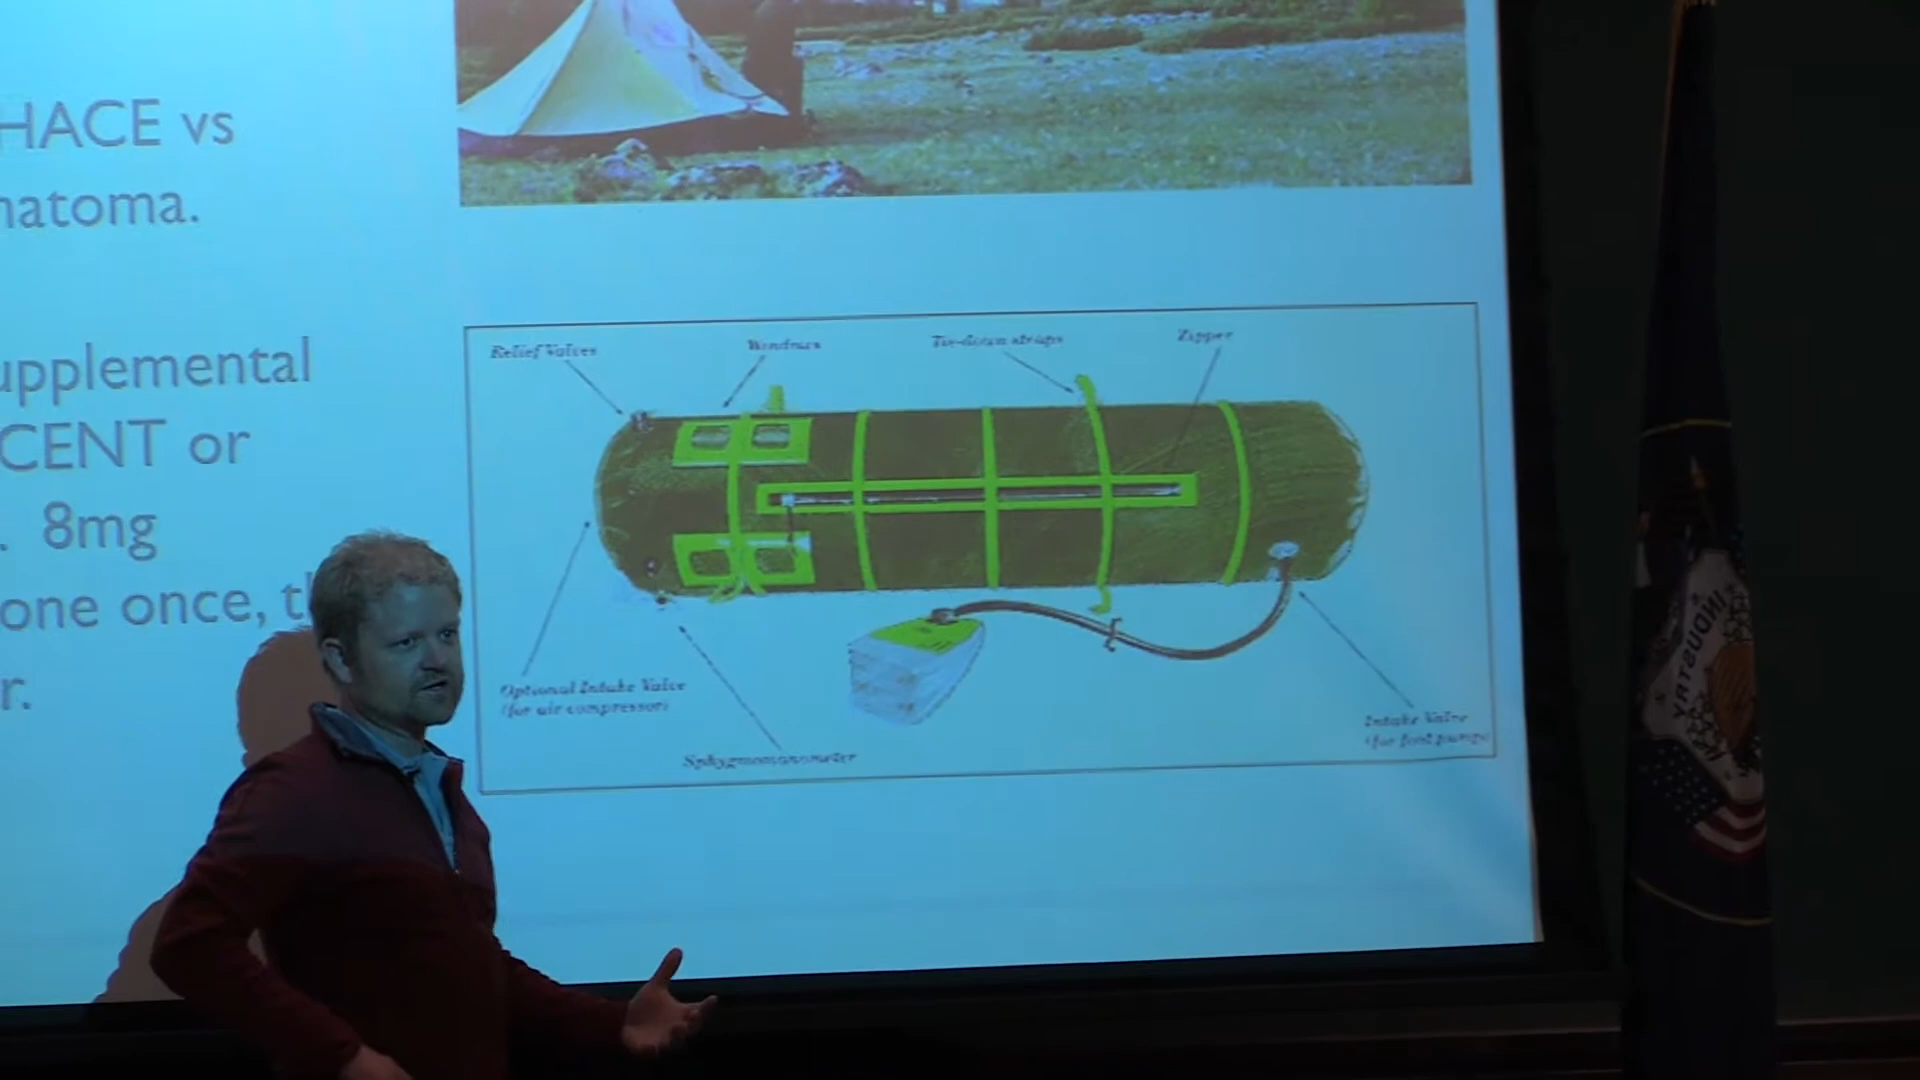 HACE vs
natoma.
upplemental
CENT or
. 8mg
one once, t
r.
Relief Valves
Windows
Tie-down straps
Zipper
Optional Intake Valve
(for air compressor)
Sphygmomanometer
Intake Valve
(for foot pump)
INDUSTRY